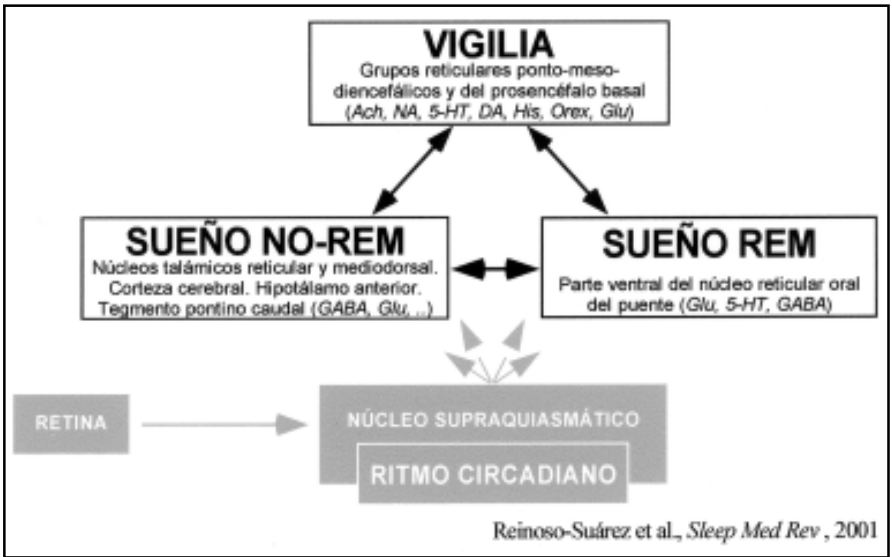 VIGILIA
Grupos reticulares ponto-meso-
diencefálicos y del prosencéfalo basal
(Ach, NA, 5-HT, DA, His, Orex, Glu)
SUEÑO NO-REM
Núcleos talámicos reticular y mediodorsal.
Corteza cerebral. Hipotálamo anterior.
Tegmento pontino caudal (GABA, Glu, ..)
SUEÑO REM
Parte ventral del núcleo reticular oral
del puente (Glu, 5-HT, GABA)
RETINA
NÚCLEO SUPRAQUIASMÁTICO
RITMO CIRCADIANO
Reinoso-Suárez et al., Sleep Med Rev , 2001